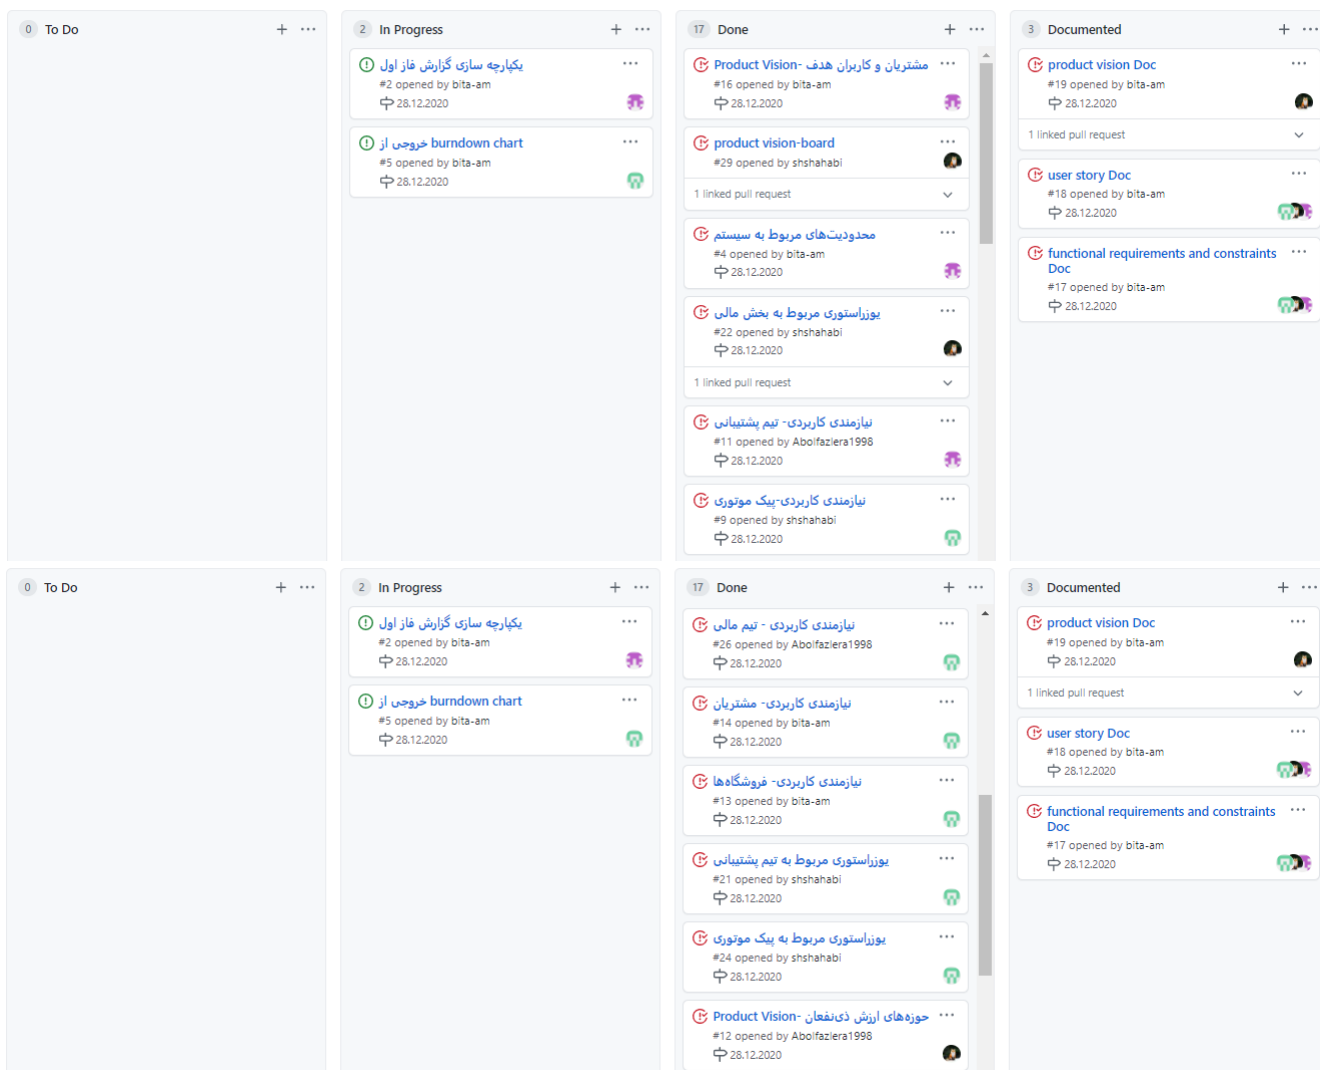 0 To Do
2 In Progress
یکپارچه سازی گزارش فاز اول
#2 opened by bita-am
28.12.2020
خروجی از burndown chart
#5 opened by bita-am
28.12.2020
17 Done
مشتریان و کاربران هدف -Product Vision
#16 opened by bita-am
28.12.2020
product vision-board
#29 opened by shshahabi
1 linked pull request
محدودیت‌های مربوط به سیستم
#4 opened by bita-am
28.12.2020
یوزراستوری مربوط به بخش مالی
#22 opened by shshahabi
28.12.2020
1 linked pull request
نیازمندی کاربردی- تیم پشتیبانی
#11 opened by Abolfazlera1998
28.12.2020
نیازمندی کاربردی-پیک موتوری
#9 opened by shshahabi
28.12.2020
3 Documented
product vision Doc
#19 opened by bita-am
28.12.2020
1 linked pull request
user story Doc
#18 opened by bita-am
28.12.2020
functional requirements and constraints
Doc
#17 opened by bita-am
28.12.2020
0 To Do
2 In Progress
یکپارچه سازی گزارش فاز اول
#2 opened by bita-am
28.12.2020
خروجی از burndown chart
#5 opened by bita-am
28.12.2020
17 Done
نیازمندی کاربردی - تیم مالی
#26 opened by Abolfazlera1998
28.12.2020
نیازمندی کاربردی- مشتریان
#14 opened by bita-am
28.12.2020
نیازمندی کاربردی- فروشگاه‌ها
#13 opened by bita-am
28.12.2020
یوزراستوری مربوط به تیم پشتیبانی
#21 opened by shshahabi
28.12.2020
یوزراستوری مربوط به پیک موتوری
#24 opened by shshahabi
28.12.2020
حوزه‌های ارزش ذی‌نفعان -Product Vision
#12 opened by Abolfazlera1998
28.12.2020
3 Documented
product vision Doc
#19 opened by bita-am
28.12.2020
1 linked pull request
user story Doc
#18 opened by bita-am
28.12.2020
functional requirements and constraints
Doc
#17 opened by bita-am
28.12.2020